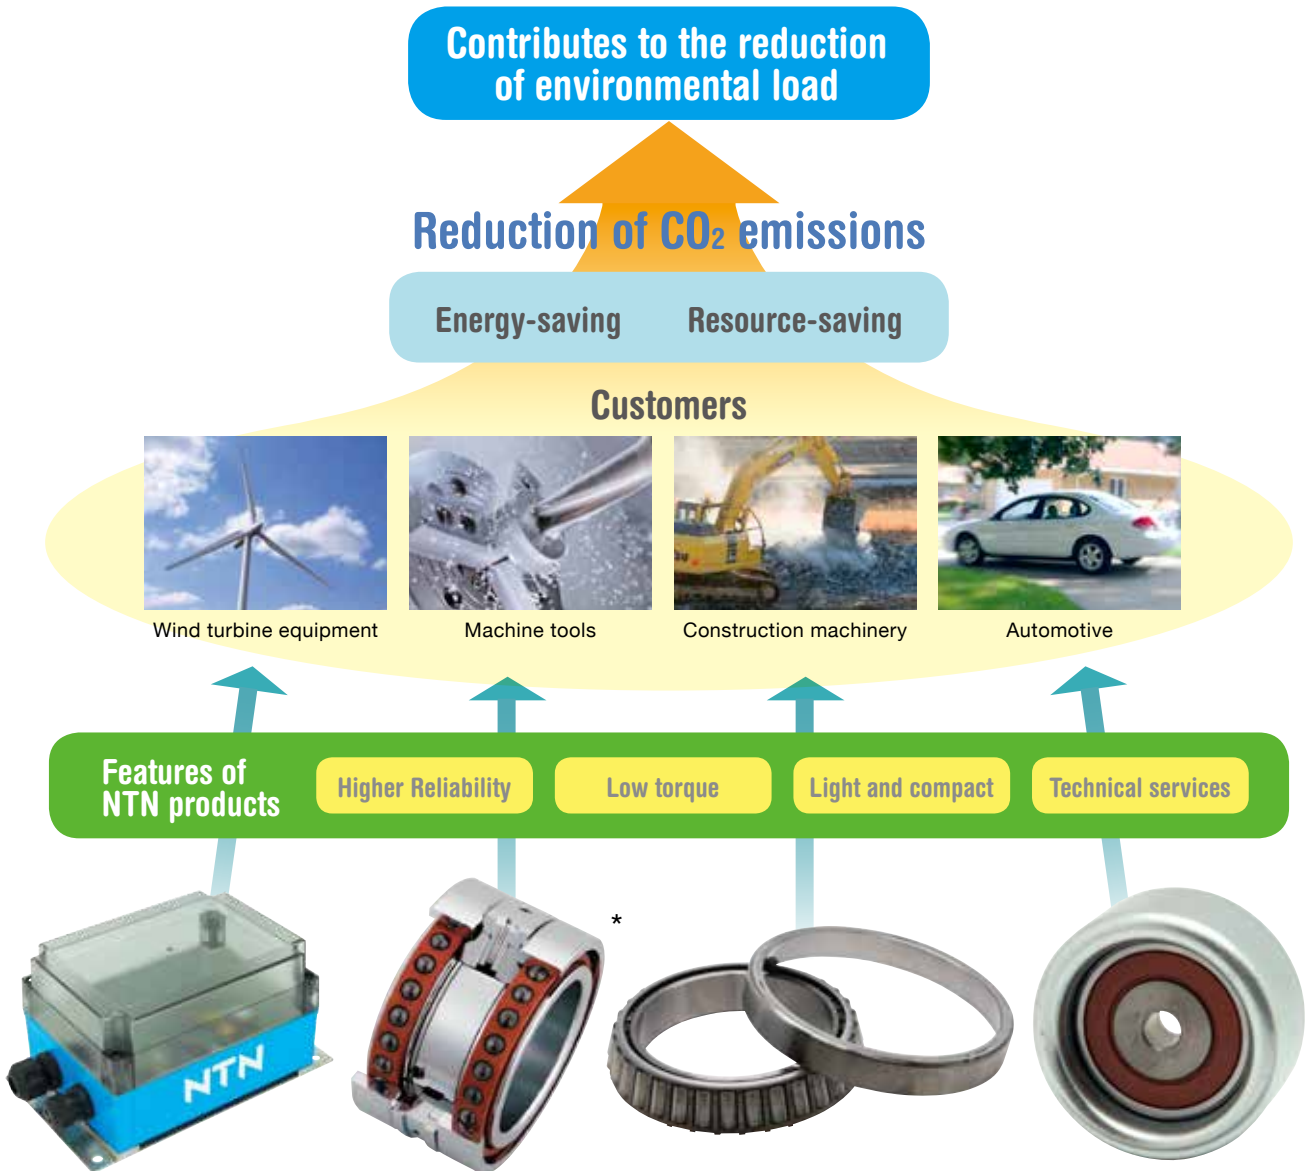 Contributes to the reduction
of environmental load
Reduction of CO₂ emissions
Energy-saving Resource-saving
Customers
Wind turbine equipment Machine tools Construction machinery Automotive
Features of
NTN products
Higher Reliability Low torque Light and compact Technical services
*
NTN